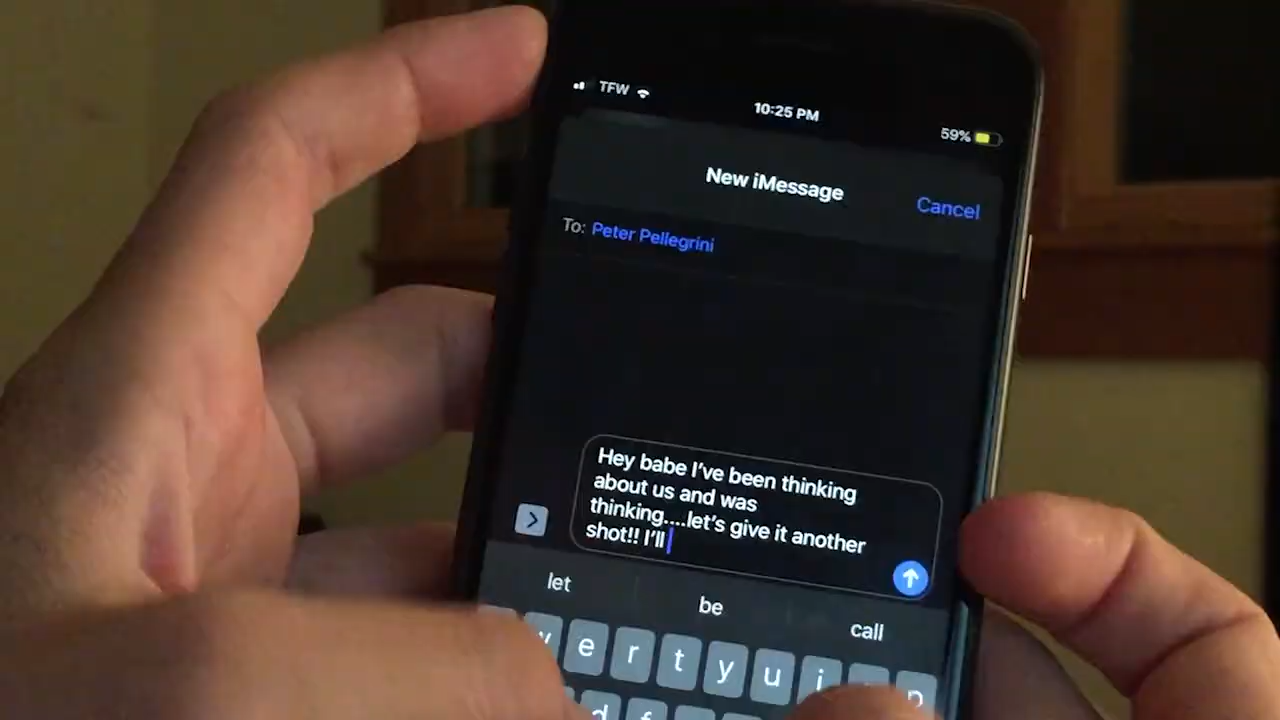 TFW
10:25 PM
59%
New iMessage
Cancel
To: Peter Pellegrini
Hey babe I've been thinking
about us and was
thinking....let's give it another
shot!! I'll
let be call
e r t y u i p
d f